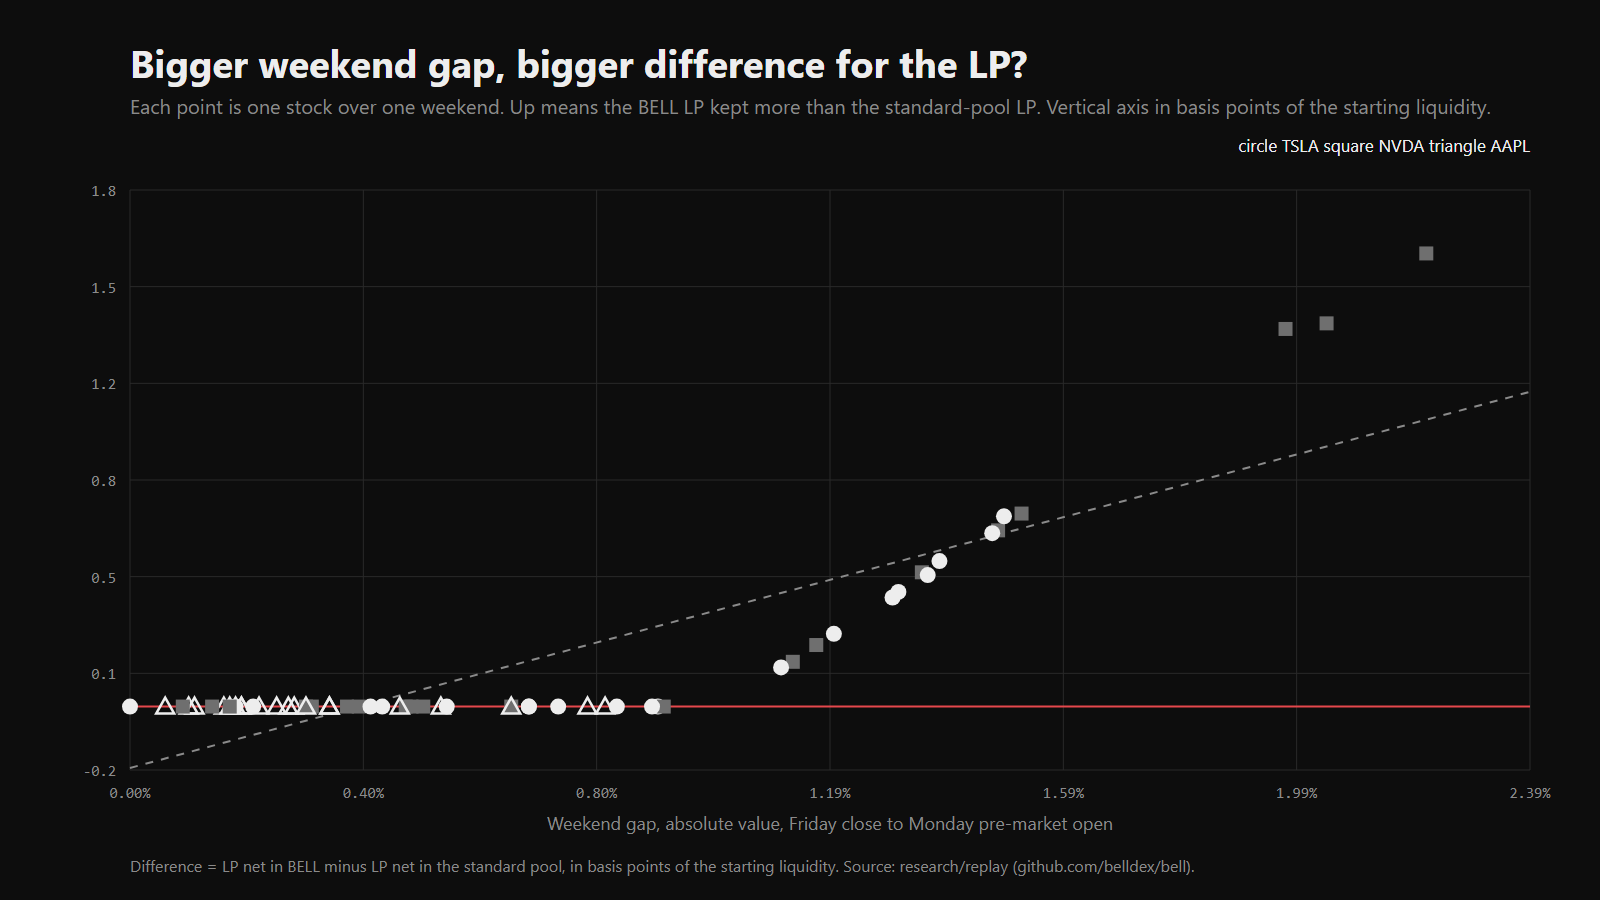 Bigger weekend gap, bigger difference for the LP?
Each point is one stock over one weekend. Up means the BELL LP kept more than the standard-pool LP. Vertical axis in basis points of the starting liquidity.
circle TSLA square NVDA triangle AAPL
1.8
1.5
1.2
0.8
0.5
0.1
-0.2
0.00% 0.40% 0.80% 1.19% 1.59% 1.99% 2.39%
Weekend gap, absolute value, Friday close to Monday pre-market open
Difference = LP net in BELL minus LP net in the standard pool, in basis points of the starting liquidity. Source: research/replay (github.com/belldex/bell).